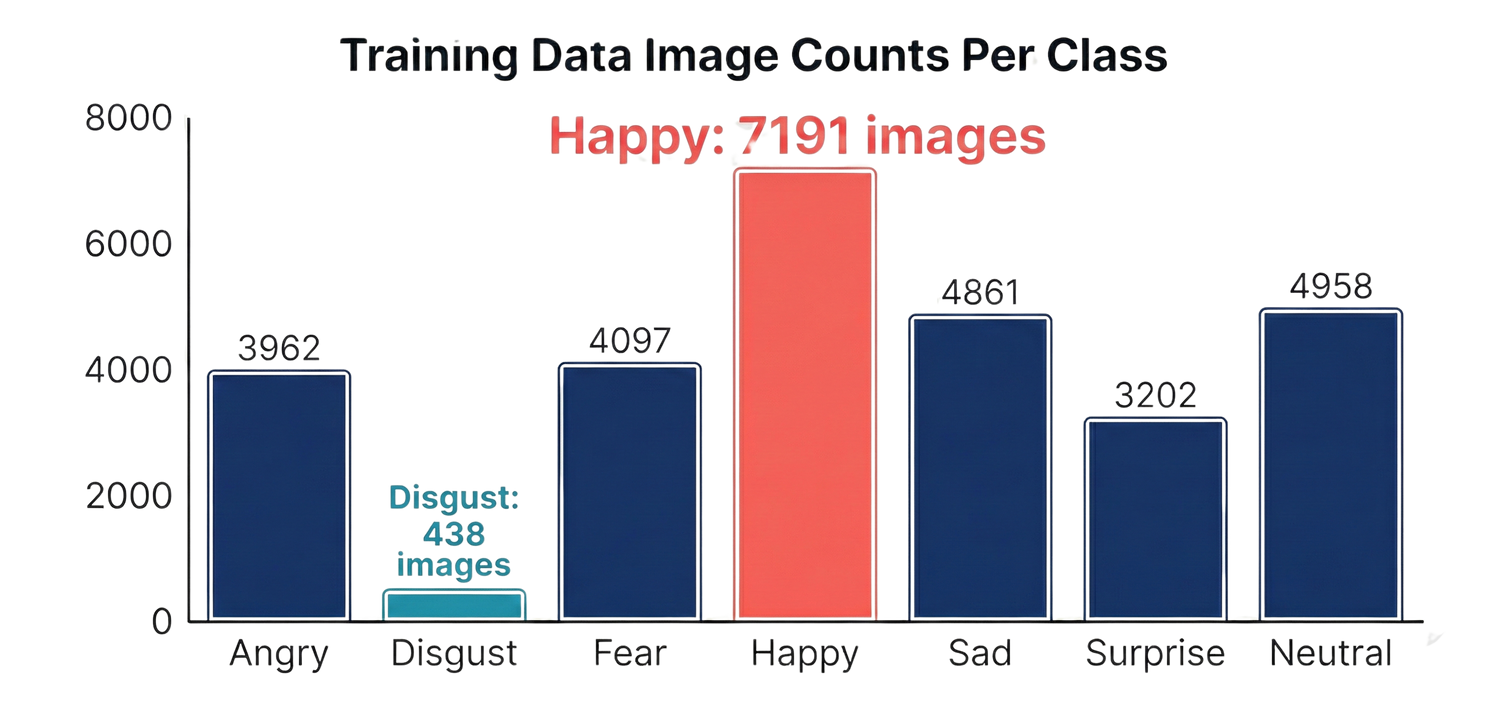 Training Data Image Counts Per Class
8000
6000
4000
2000
0
Happy: 7191 images
3962
Disgust:
438
images
4097
4861
3202
4958
Angry
Disgust
Fear
Happy
Sad
Surprise
Neutral